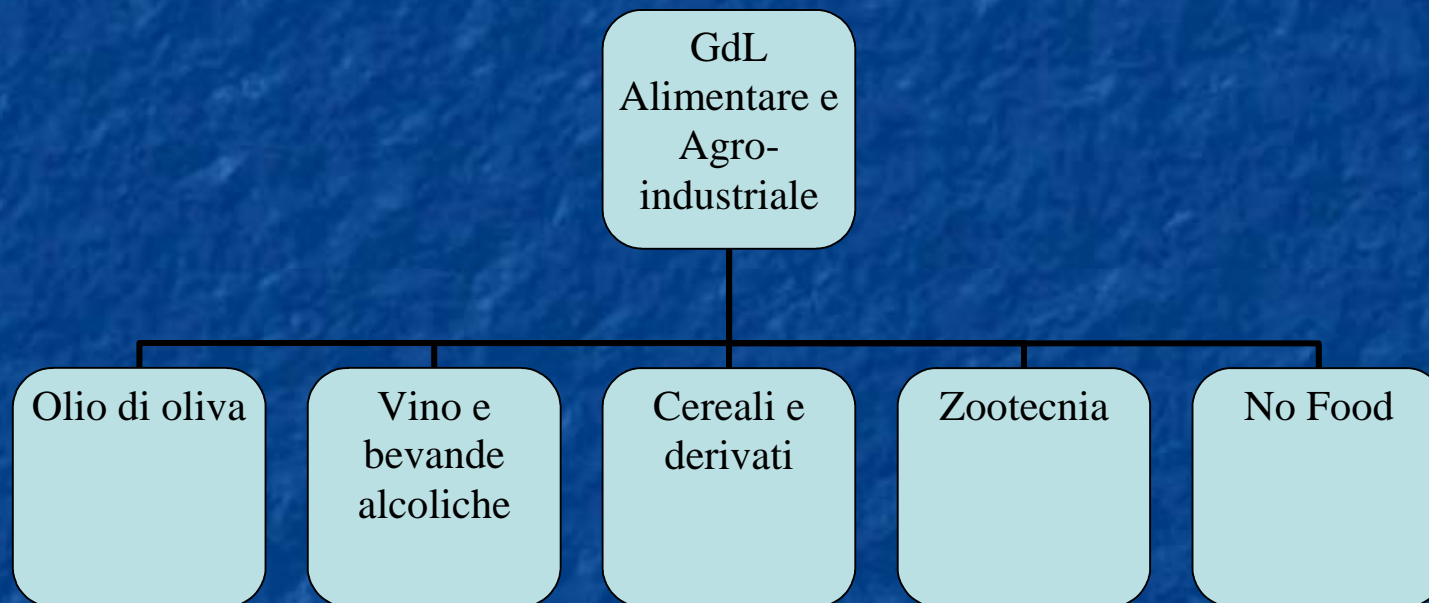 GdL
Alimentare e
Agro-
industriale
Olio di oliva
Vino e
bevande
alcoliche
Cereali e
derivati
Zootecnia
No Food